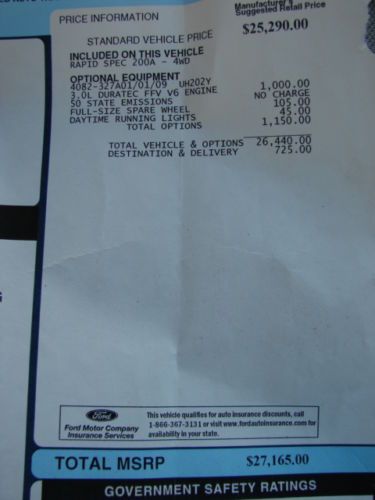 PRICE INFORMATION
Manufacturer's
Suggested Retail Price
STANDARD VEHICLE PRICE $25,290.00
INCLUDED ON THIS VEHICLE
RAPID SPEC 200A - 4WD
OPTIONAL EQUIPMENT
4082-327A01/01/09 UH202Y
3.0L DURATEC FFV V6 ENGINE 1,000.00
50 STATE EMISSIONS NO CHARGE
FULL-SIZE SPARE WHEEL 105.00
DAYTIME RUNNING LIGHTS 45.00
TOTAL OPTIONS 1,150.00
TOTAL VEHICLE & OPTIONS 26,440.00
DESTINATION & DELIVERY 725.00
Ford
Ford Motor Company
Insurance Services
This vehicle qualifies for auto insurance discounts, call
1-866-367-3131 or visit www.fordautoinsurance.com for
availability in your state.
TOTAL MSRP $27,165.00
GOVERNMENT SAFETY RATINGS